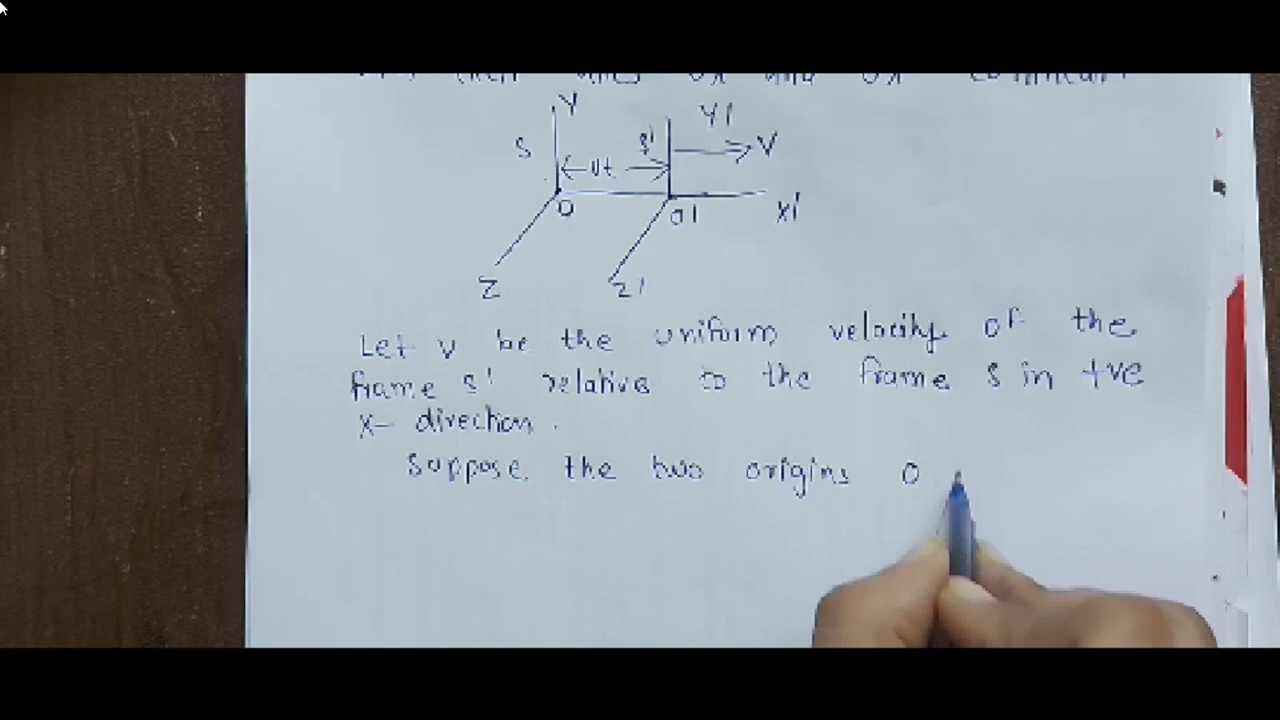 Y
Y'
S
S'
V
vt
O
O'
X'
Z
Z'
Let v be the uniform velocity of the
frame S' relative to the frame S in +ve
X- direction.
Suppose the two origins O